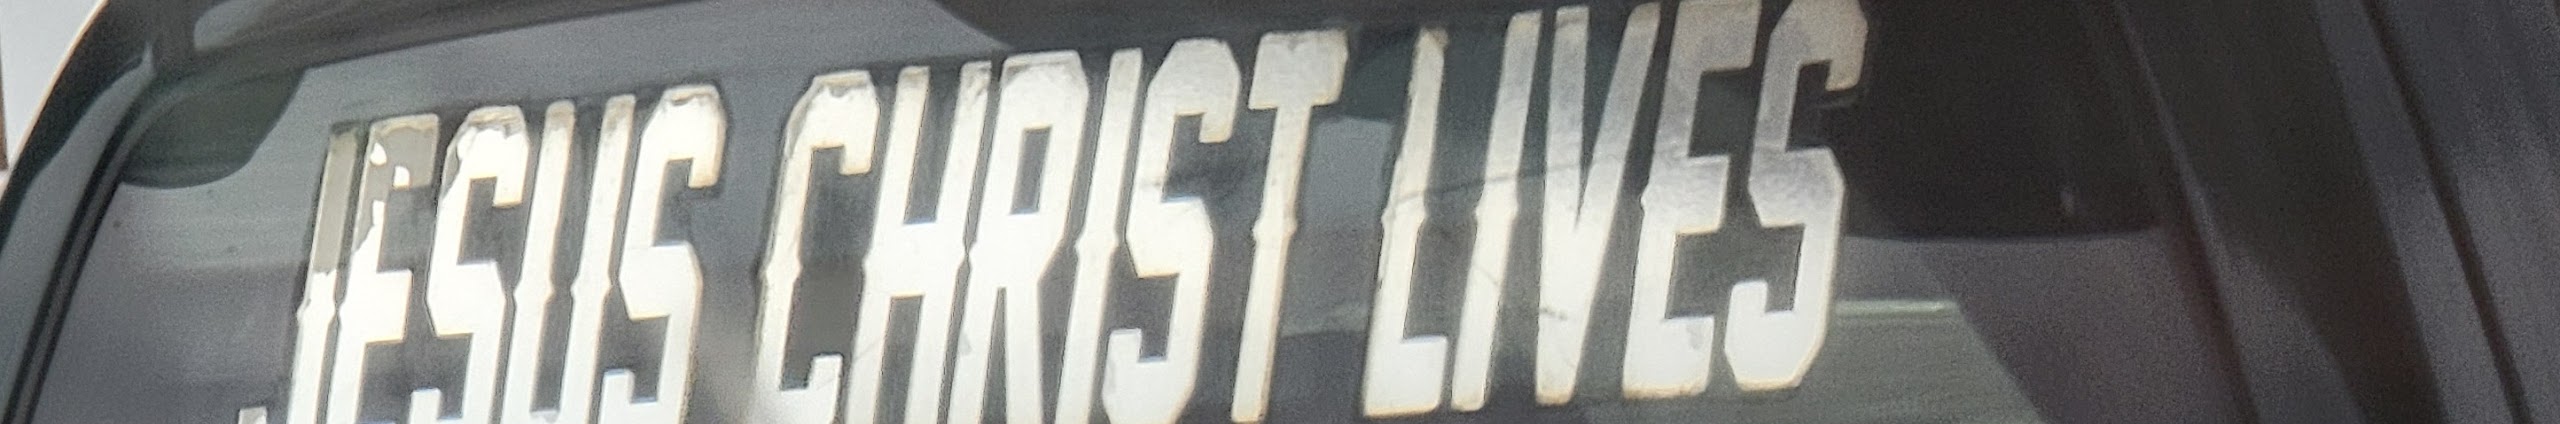 JESUS CHRIST LIVES